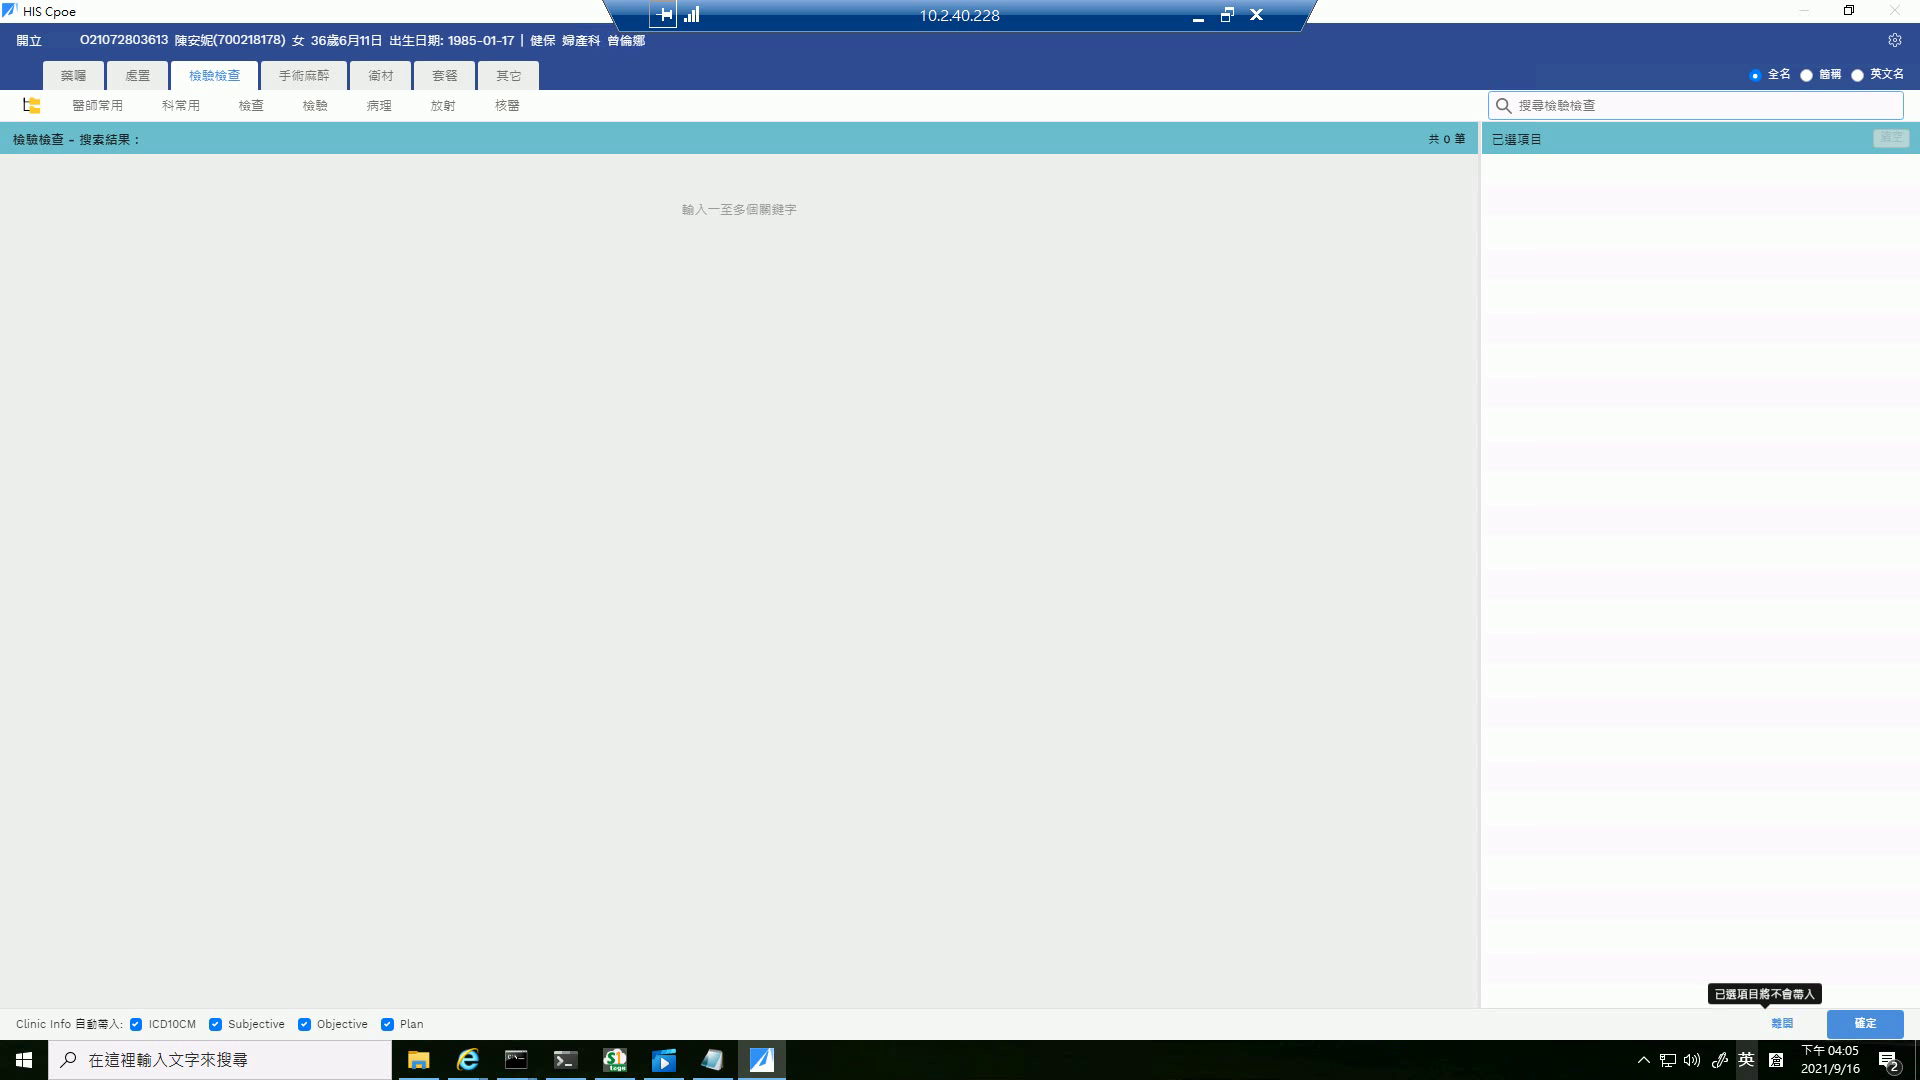 HIS Cpoe
10.2.40.228
開立 O21072803613 陳安妮(700218178) 女 36歲6月11日 出生日期: 1985-01-17 | 健保 婦產科 曾倫娜
藥囑 處置 檢驗檢查 手術麻醉 衛材 套餐 其它
全名 簡稱 英文名
醫師常用 科常用 檢查 檢驗 病理 放射 核醫
搜尋檢驗檢查
檢驗檢查 - 搜索結果：
共 0 筆
已選項目
清空
輸入一至多個關鍵字
已選項目將不會帶入
Clinic Info 自動帶入: ICD10CM Subjective Objective Plan
離開
確定
在這裡輸入文字來搜尋
英
下午 04:05
2021/9/16
2